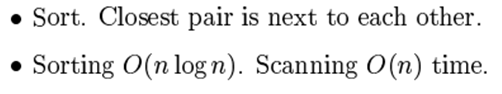 • Sort. Closest pair is next to each other.
• Sorting O(n log n). Scanning O(n) time.